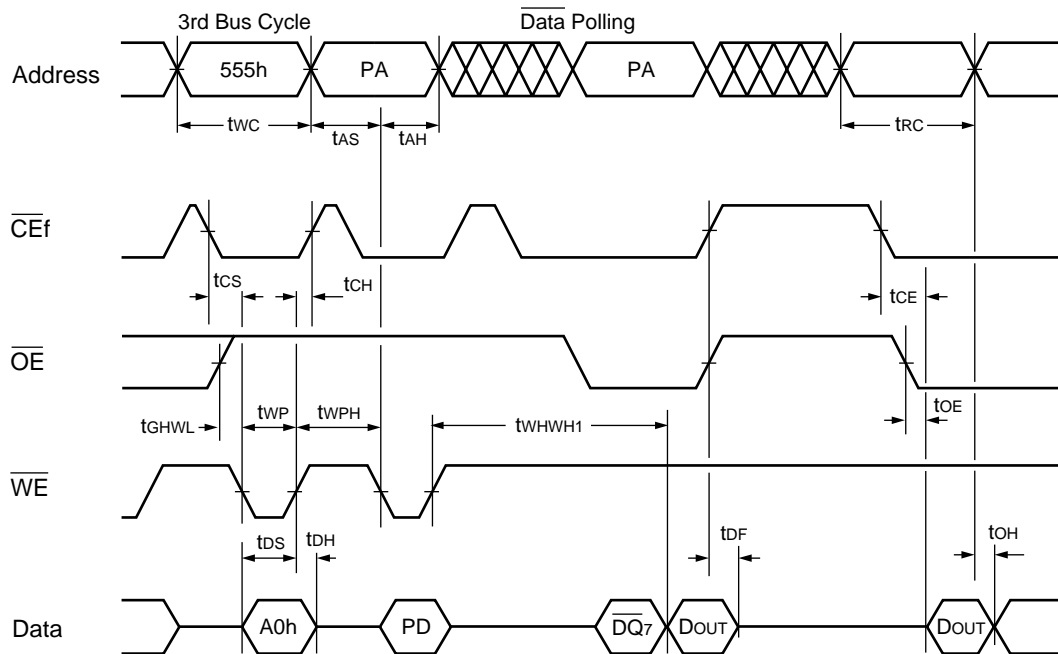 3rd Bus Cycle
Data Polling
Address
555h
PA
PA
tWC
tAS
tAH
tRC
CEf
tCS
tCH
tCE
OE
tGHWL
tWP
tWPH
tWHWH1
tOE
WE
tDS
tDH
tDF
tOH
Data
A0h
PD
DQ7
DOUT
DOUT